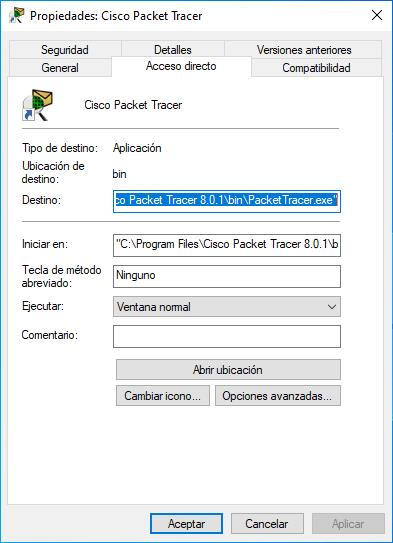 Propiedades: Cisco Packet Tracer
Seguridad Detalles Versiones anteriores
General Acceso directo Compatibilidad
Cisco Packet Tracer
Tipo de destino: Aplicación
Ubicación de destino: bin
Destino: co Packet Tracer 8.0.1\bin\PacketTracer.exe"
Iniciar en: "C:\Program Files\Cisco Packet Tracer 8.0.1\b
Tecla de método abreviado: Ninguno
Ejecutar: Ventana normal
Comentario:
Abrir ubicación
Cambiar icono... Opciones avanzadas...
Aceptar Cancelar Aplicar